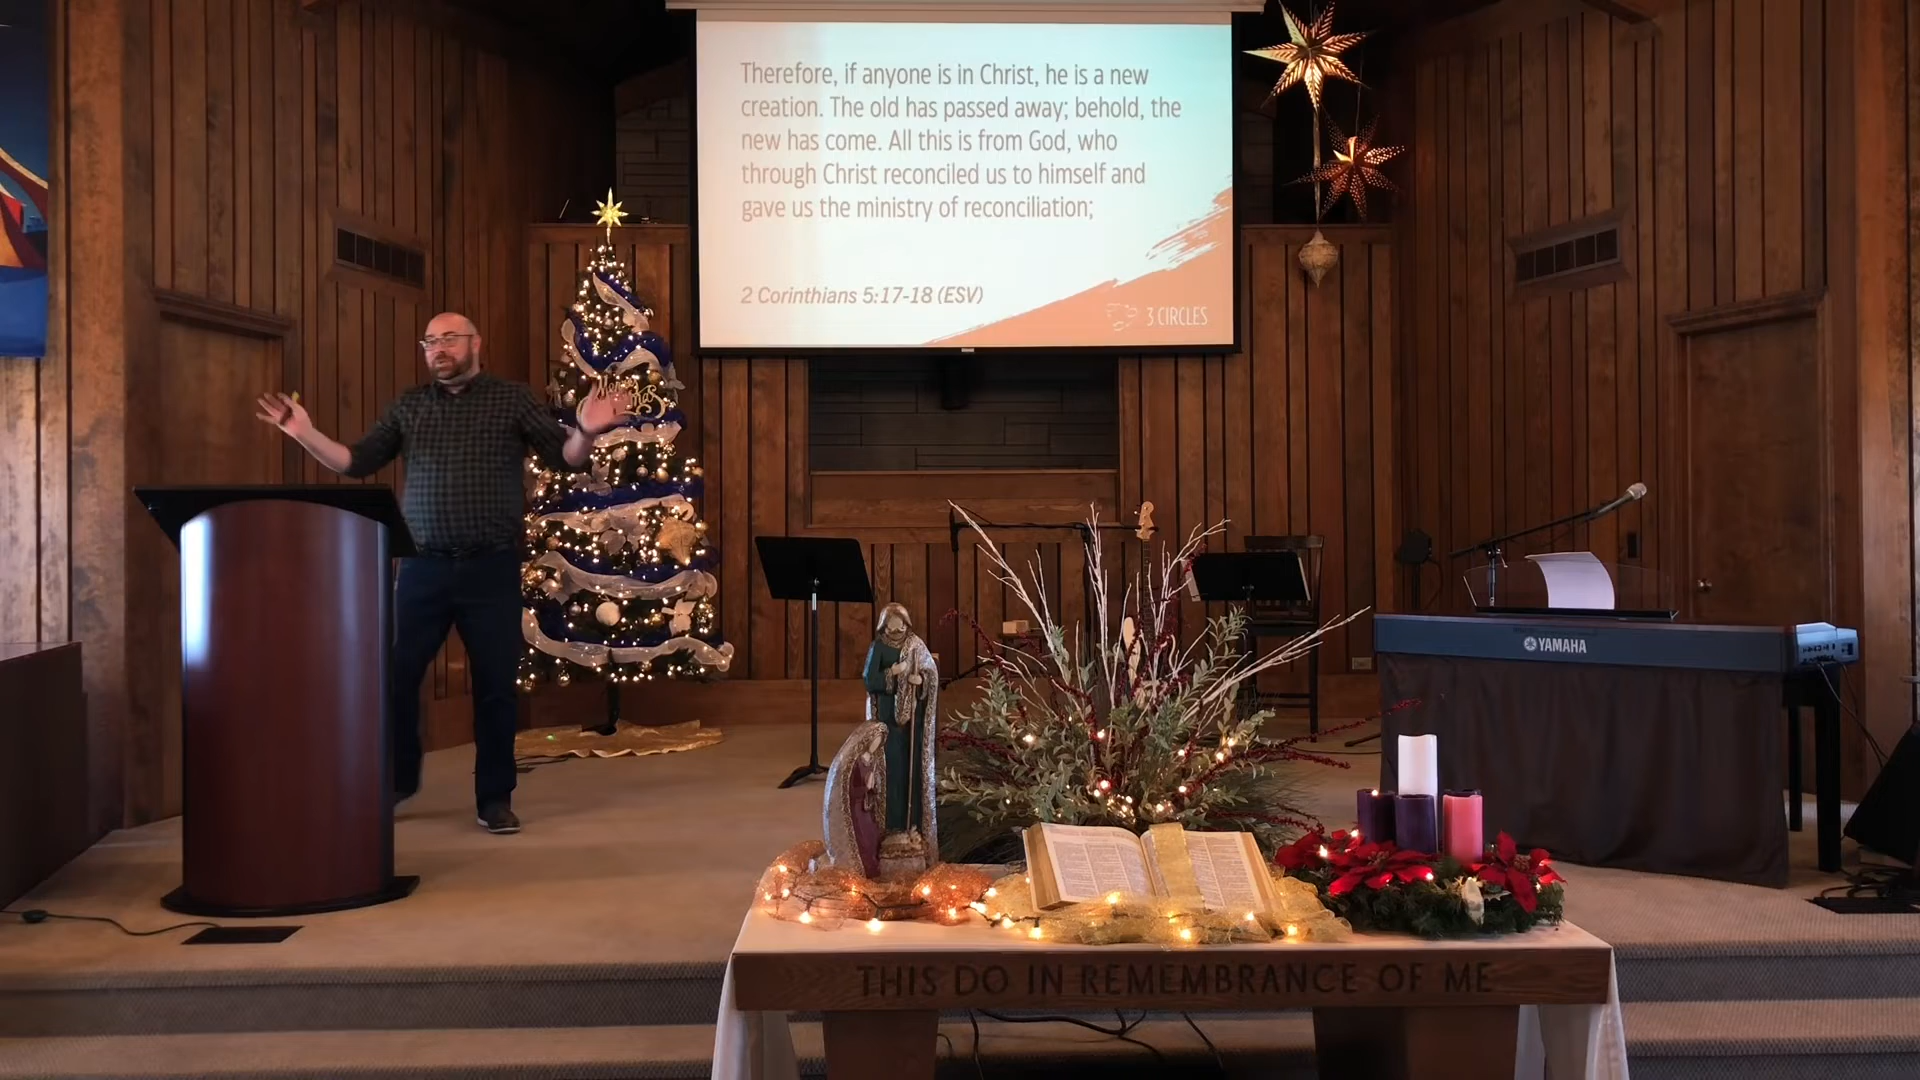 Therefore, if anyone is in Christ, he is a new
creation. The old has passed away; behold, the
new has come. All this is from God, who
through Christ reconciled us to himself and
gave us the ministry of reconciliation;
2 Corinthians 5:17-18 (ESV)
3 CIRCLES
Merry
YAMAHA
THIS DO IN REMEMBRANCE OF ME